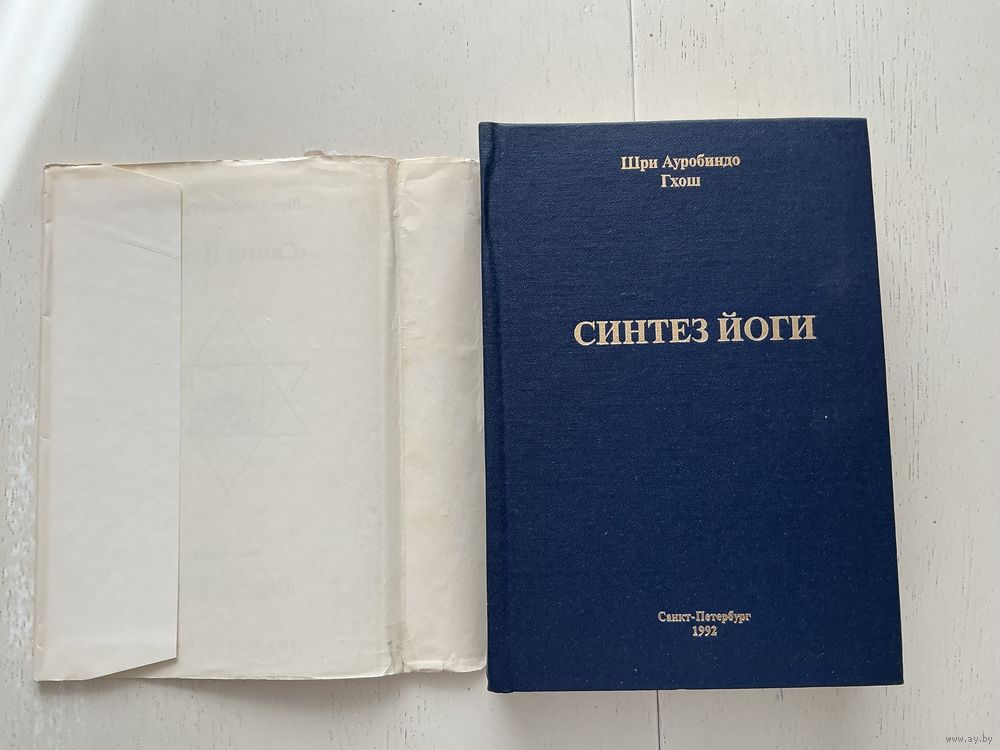 Шри Ауробиндо
Гхош
СИНТЕЗ ЙОГИ
Санкт-Петербург
1992
www.ay.by